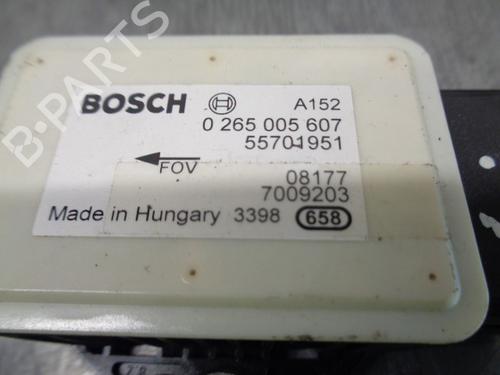 B-PARTS
BOSCH A152
0 265 005 607
55701951
FOV
08177
7009203
Made in Hungary 3398 658